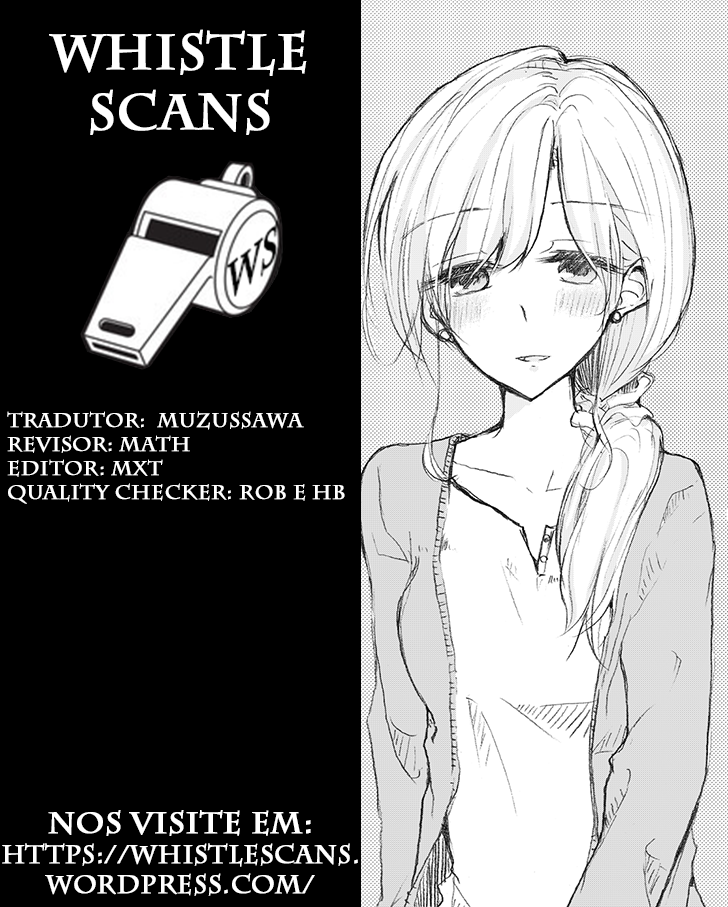 WHISTLE
SCANS
WS
TRADUTOR: MUZUSSAWA
REVISOR: MATH
EDITOR: MXT
QUALITY CHECKER: ROB E HB
NOS VISITE EM:
HTTPS://WHISTLESCANS.
WORDPRESS.COM/